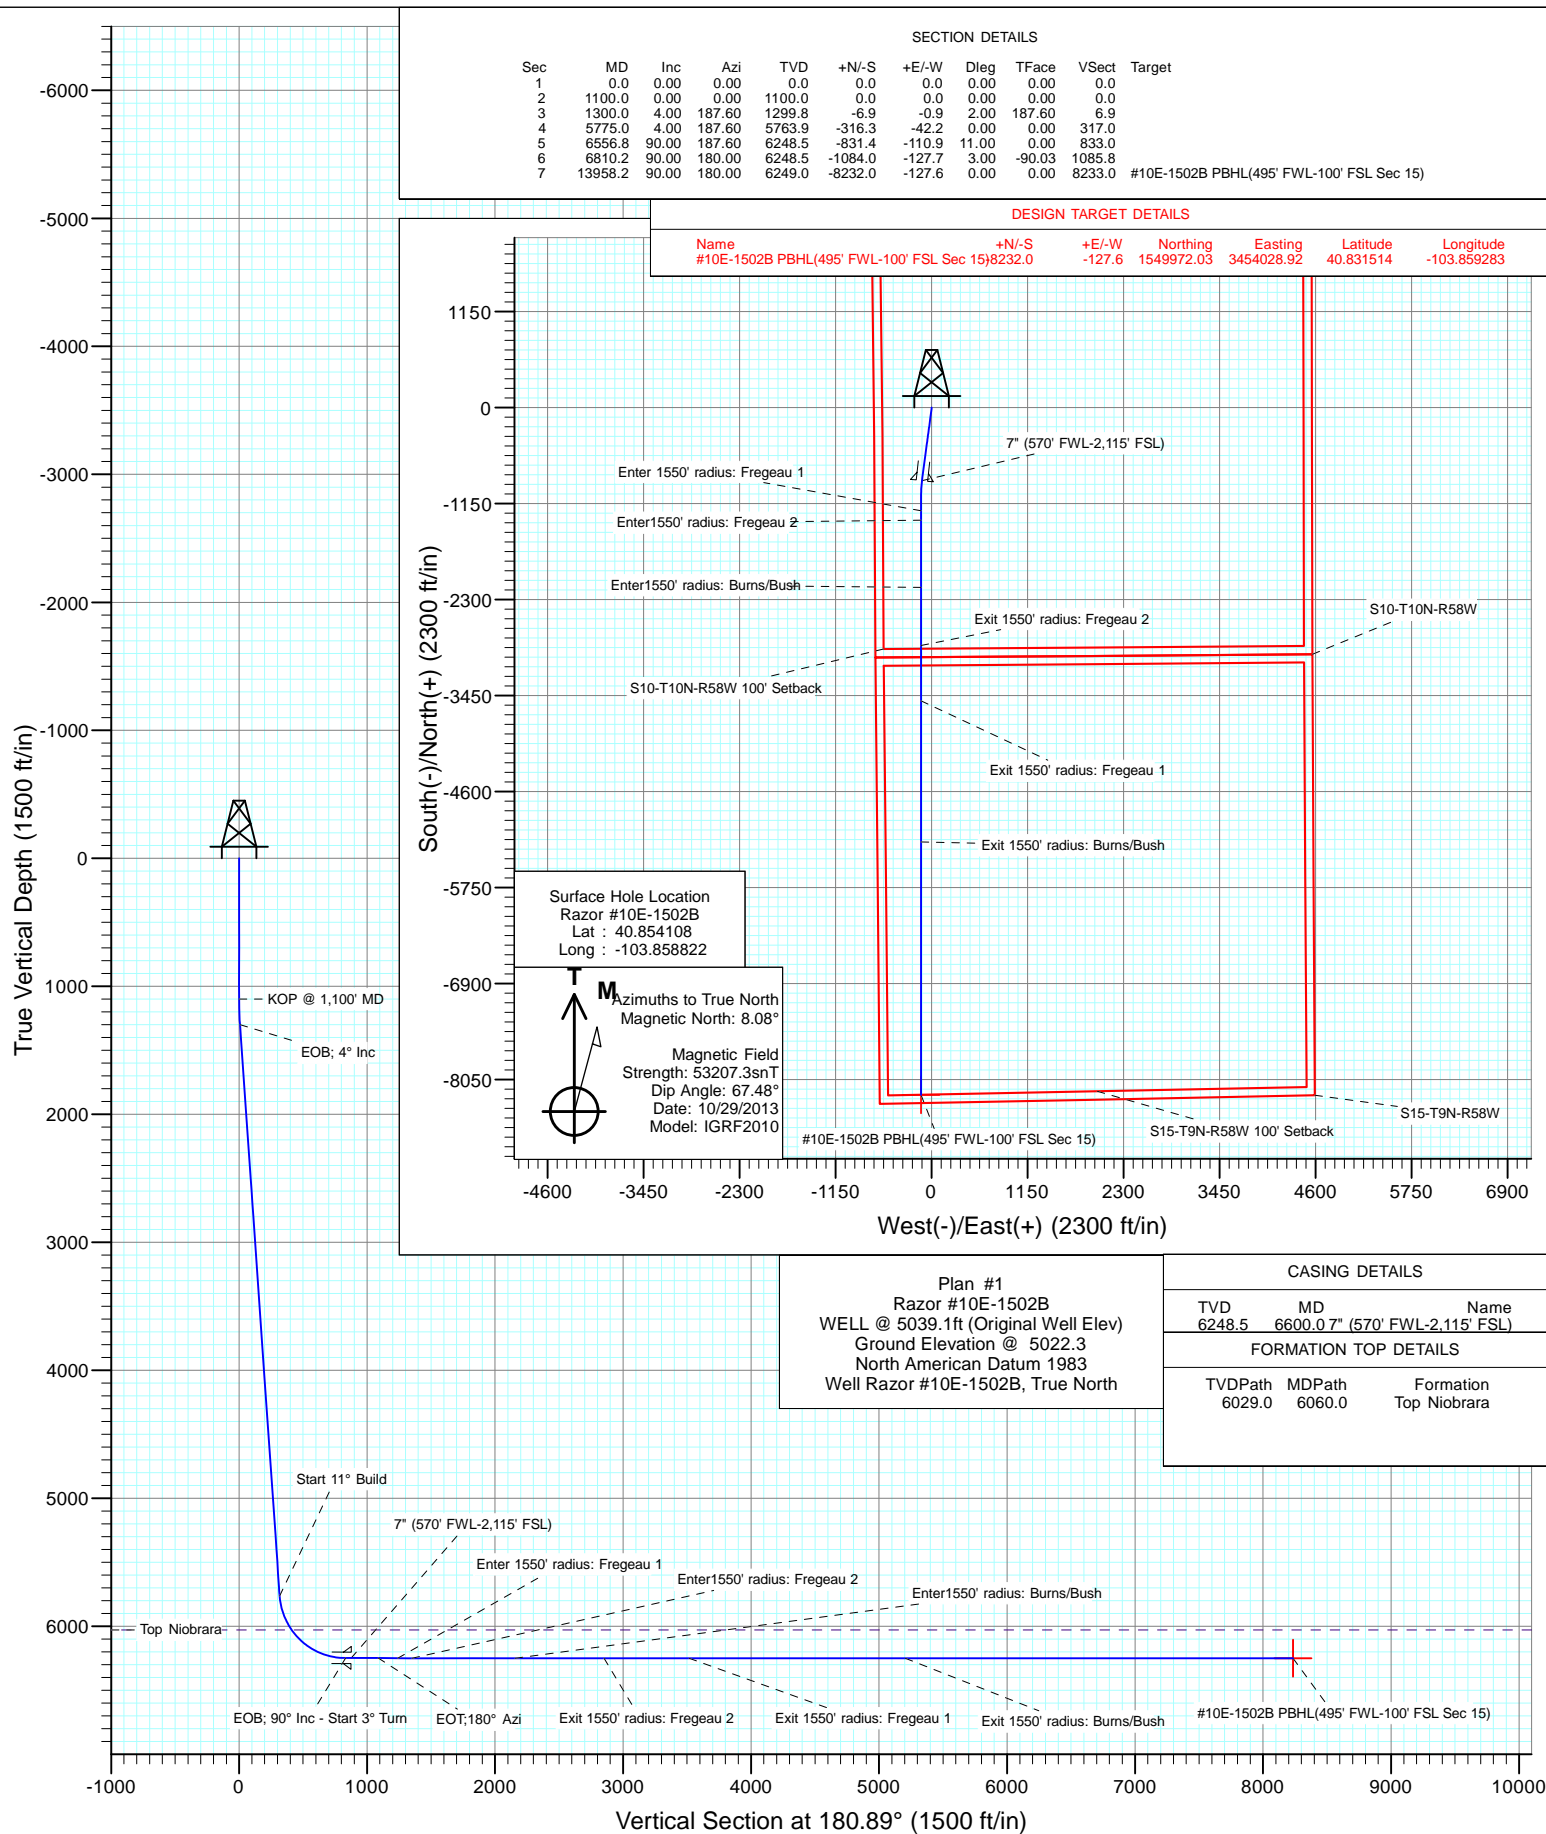 SECTION DETAILS
Sec MD Inc Azi TVD +N/-S +E/-W Dleg TFace VSect Target
1 0.0 0.00 0.00 0.0 0.0 0.0 0.00 0.00 0.0
2 1100.0 0.00 0.00 1100.0 0.0 0.0 0.00 0.00 0.0
3 1300.0 4.00 187.60 1299.8 -6.9 -0.9 2.00 187.60 6.9
4 5775.0 4.00 187.60 5763.9 -316.3 -42.2 0.00 0.00 317.0
5 6556.8 90.00 187.60 6248.5 -831.4 -110.9 11.00 0.00 833.0
6 6810.2 90.00 180.00 6248.5 -1084.0 -127.7 3.00 -90.03 1085.8
7 13958.2 90.00 180.00 6249.0 -8232.0 -127.6 0.00 0.00 8233.0 #10E-1502B PBHL(495' FWL-100' FSL Sec 15)
DESIGN TARGET DETAILS
Name +N/-S +E/-W Northing Easting Latitude Longitude
#10E-1502B PBHL(495' FWL-100' FSL Sec 15) -8232.0 -127.6 1549972.03 3454028.92 40.831514 -103.859283
South(-)/North(+) (2300 ft/in)
1150
0
-1150
-2300
-3450
-4600
-5750
-6900
-8050
7" (570' FWL-2,115' FSL)
Enter 1550' radius: Fregeau 1
Enter1550' radius: Fregeau 2
Enter1550' radius: Burns/Bush
Exit 1550' radius: Fregeau 2
S10-T10N-R58W
S10-T10N-R58W 100' Setback
Exit 1550' radius: Fregeau 1
Exit 1550' radius: Burns/Bush
S15-T9N-R58W
S15-T9N-R58W 100' Setback
#10E-1502B PBHL(495' FWL-100' FSL Sec 15)
Surface Hole Location
Razor #10E-1502B
Lat : 40.854108
Long : -103.858822
T
M
Azimuths to True North
Magnetic North: 8.08°
Magnetic Field
Strength: 53207.3snT
Dip Angle: 67.48°
Date: 10/29/2013
Model: IGRF2010
-4600 -3450 -2300 -1150 0 1150 2300 3450 4600 5750 6900
West(-)/East(+) (2300 ft/in)
Plan #1
Razor #10E-1502B
WELL @ 5039.1ft (Original Well Elev)
Ground Elevation @ 5022.3
North American Datum 1983
Well Razor #10E-1502B, True North
CASING DETAILS
TVD MD Name
6248.5 6600.0 7" (570' FWL-2,115' FSL)
FORMATION TOP DETAILS
TVDPath MDPath Formation
6029.0 6060.0 Top Niobrara
True Vertical Depth (1500 ft/in)
-6000
-5000
-4000
-3000
-2000
-1000
0
1000
2000
3000
4000
5000
6000
KOP @ 1,100' MD
EOB; 4° Inc
Start 11° Build
7" (570' FWL-2,115' FSL)
Enter 1550' radius: Fregeau 1
Enter1550' radius: Fregeau 2
Enter1550' radius: Burns/Bush
Top Niobrara
EOB; 90° Inc - Start 3° Turn
EOT;180° Azi
Exit 1550' radius: Fregeau 2
Exit 1550' radius: Fregeau 1
Exit 1550' radius: Burns/Bush
#10E-1502B PBHL(495' FWL-100' FSL Sec 15)
-1000 0 1000 2000 3000 4000 5000 6000 7000 8000 9000 10000
Vertical Section at 180.89° (1500 ft/in)